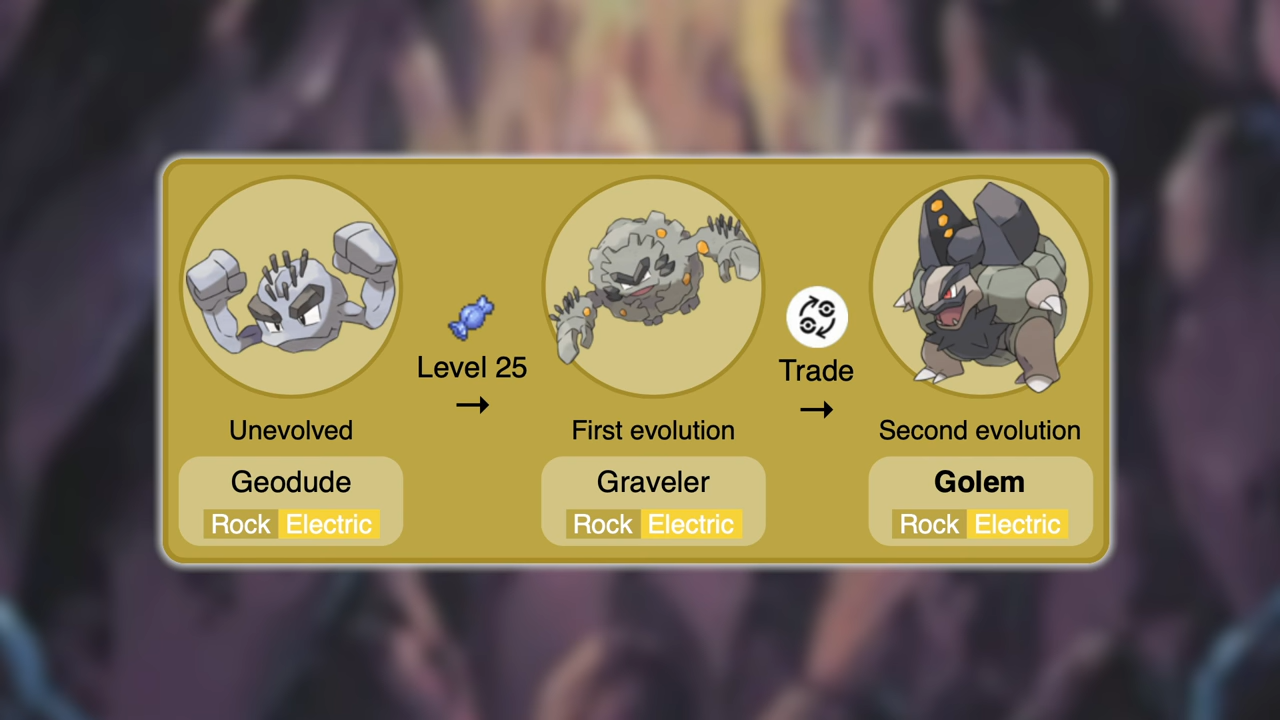 Level 25
→
Trade
→
Unevolved
First evolution
Second evolution
Geodude
Rock Electric
Graveler
Rock Electric
Golem
Rock Electric